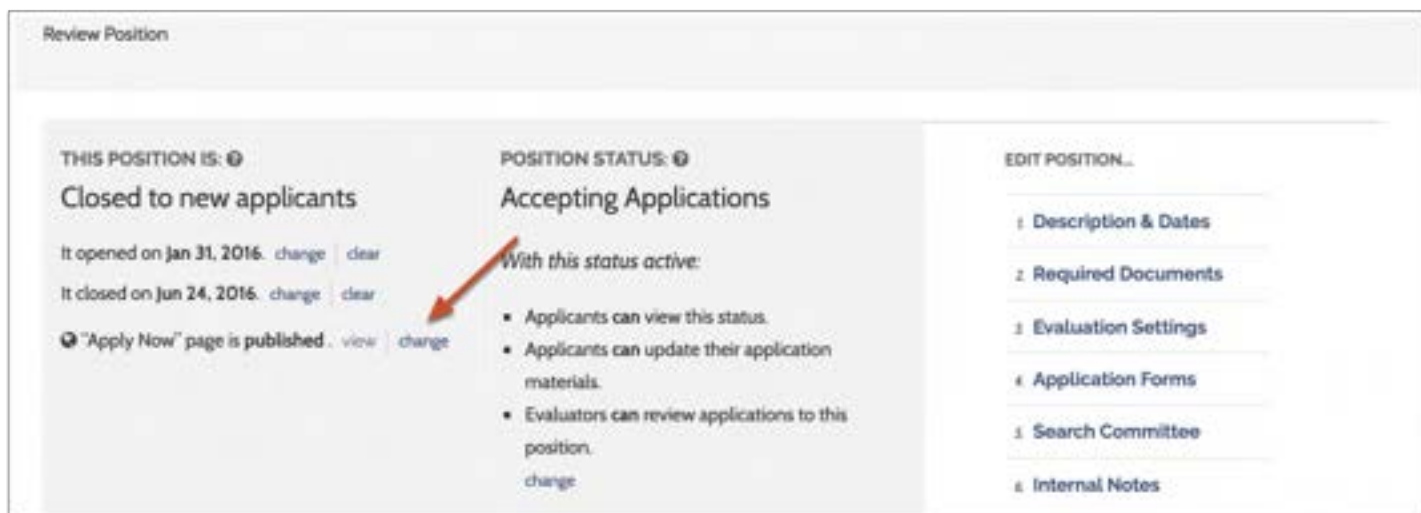 Review Position
THIS POSITION IS:
Closed to new applicants
It opened on Jan 31, 2016. change clear
It closed on Jun 24, 2016. change clear
"Apply Now" page is published. view change
POSITION STATUS:
Accepting Applications
With this status active:
• Applicants can view this status.
• Applicants can update their application
materials.
• Evaluators can review applications to this
position.
change
EDIT POSITION...
1. Description & Dates
2. Required Documents
3. Evaluation Settings
4. Application Forms
5. Search Committee
6. Internal Notes